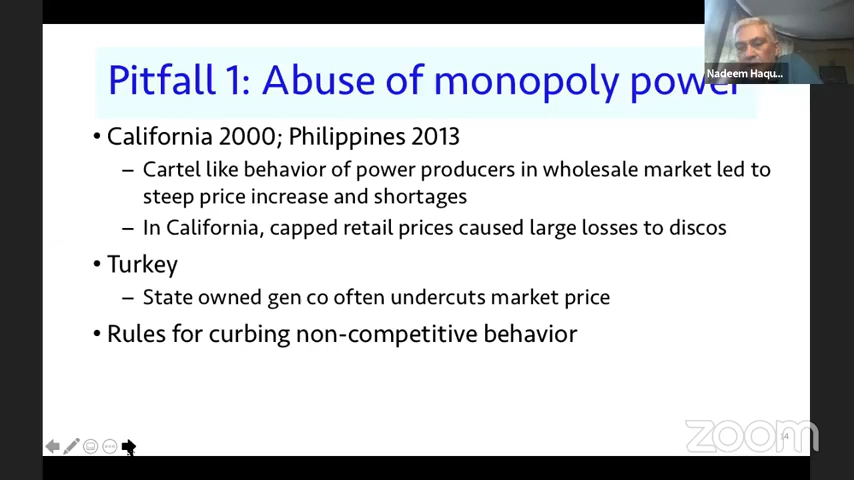 Pitfall 1: Abuse of monopoly power
Nadeem Haqu...
• California 2000; Philippines 2013
– Cartel like behavior of power producers in wholesale market led to
steep price increase and shortages
– In California, capped retail prices caused large losses to discos
• Turkey
– State owned gen co often undercuts market price
• Rules for curbing non-competitive behavior
zoom
14